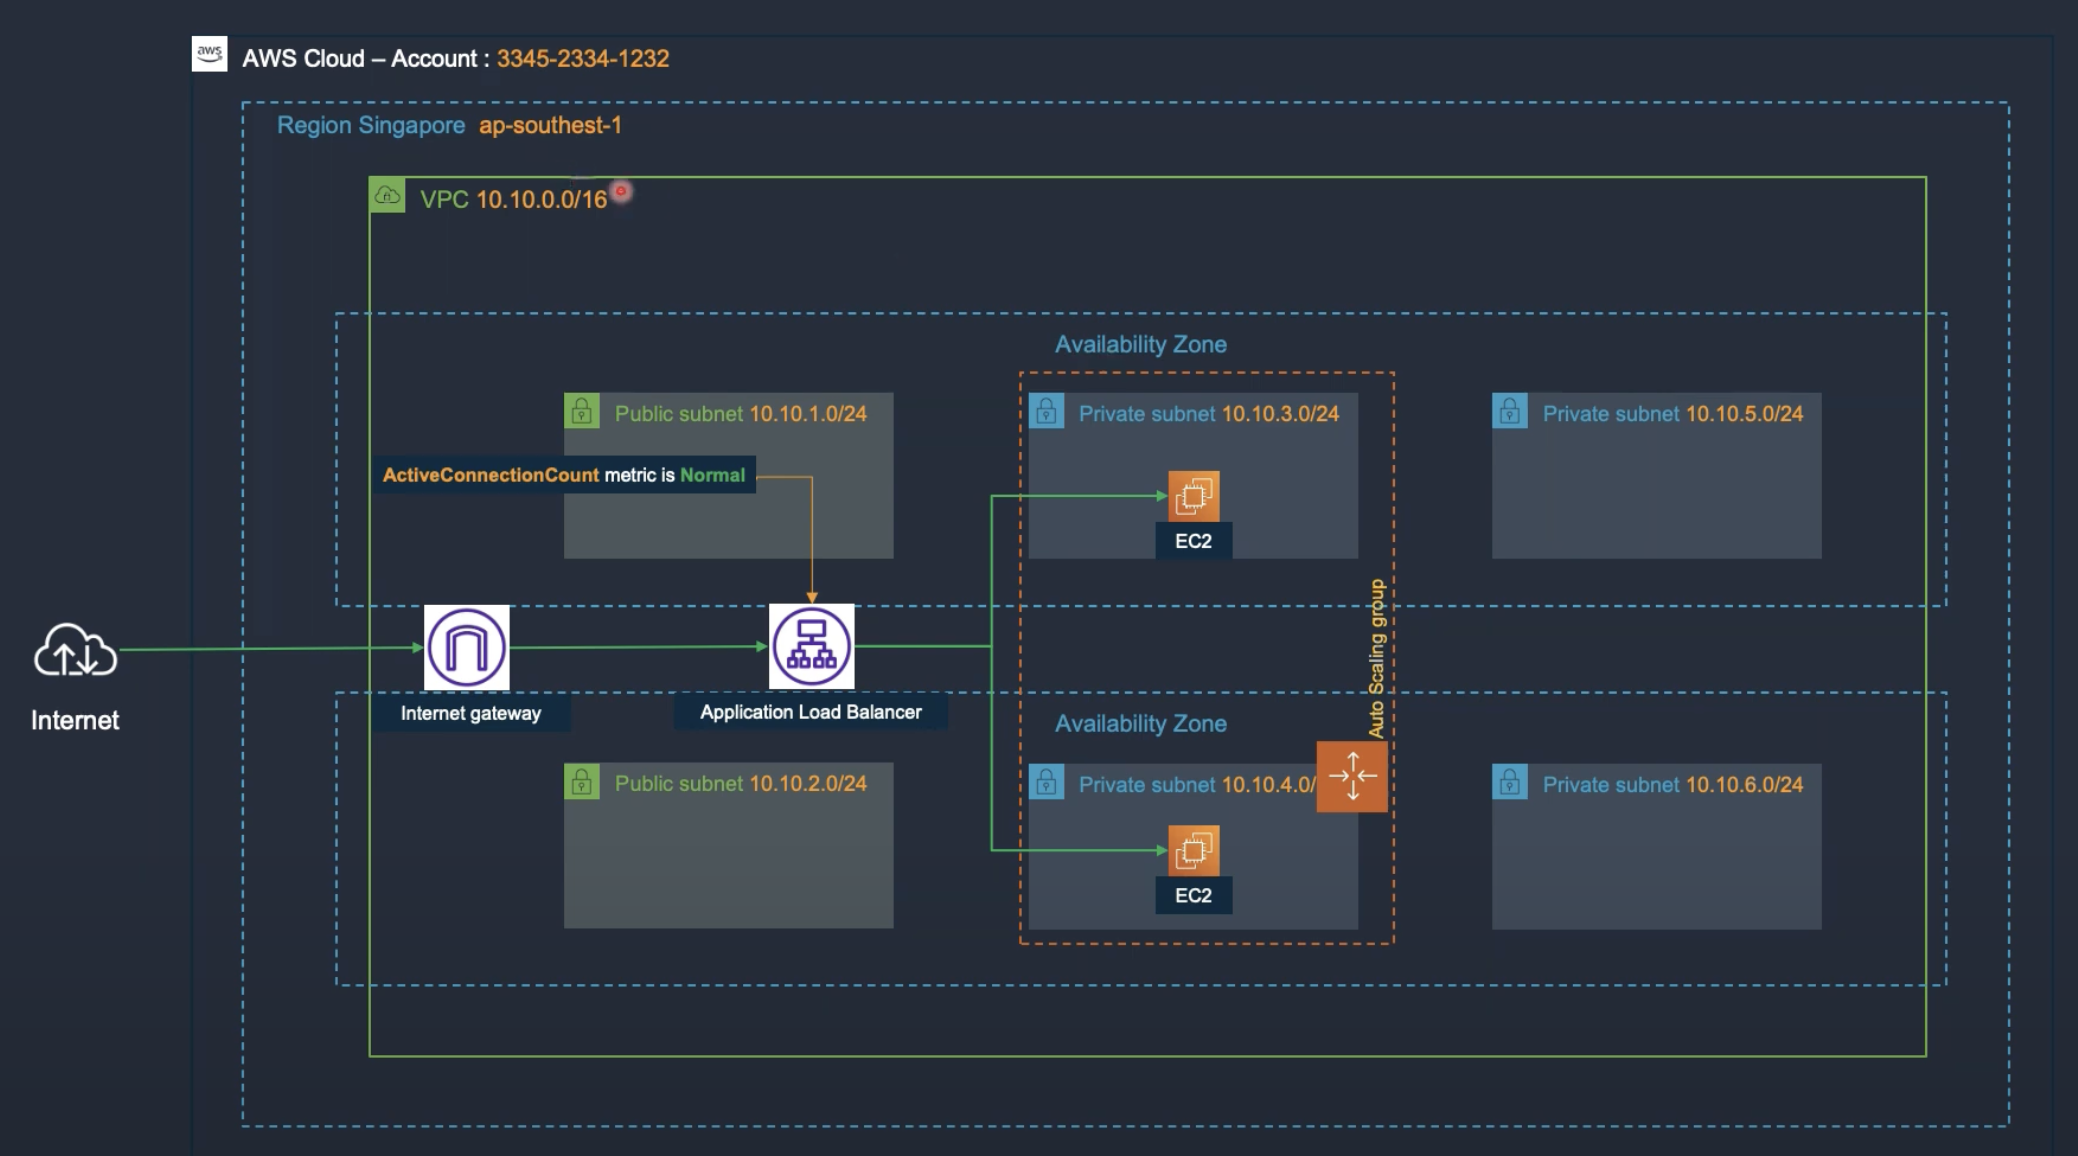 aws
AWS Cloud – Account : 3345-2334-1232
Region Singapore ap-southest-1
VPC 10.10.0.0/16
Availability Zone
Public subnet 10.10.1.0/24
Private subnet 10.10.3.0/24
Private subnet 10.10.5.0/24
ActiveConnectionCount metric is Normal
EC2
Auto Scaling group
Internet
Internet gateway
Application Load Balancer
Availability Zone
Public subnet 10.10.2.0/24
Private subnet 10.10.4.0/
Private subnet 10.10.6.0/24
EC2